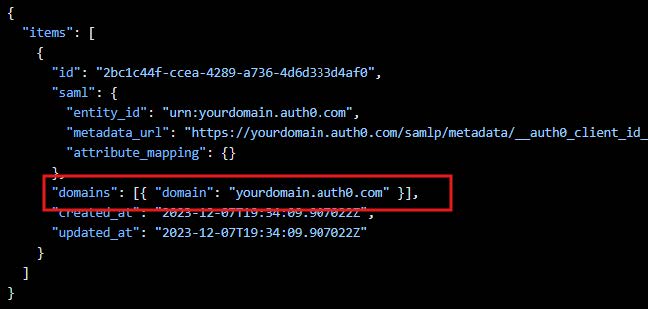 {
"items": [
{
"id": "2bc1c44f-ccea-4289-a736-4d6d333d4af0",
"saml": {
"entity_id": "urn:yourdomain.auth0.com",
"metadata_url": "https://yourdomain.auth0.com/samlp/metadata/__auth0_client_id_
"attribute_mapping": {}
},
"domains": [{ "domain": "yourdomain.auth0.com" }],
"created_at": "2023-12-07T19:34:09.907022Z",
"updated_at": "2023-12-07T19:34:09.907022Z"
}
]
}